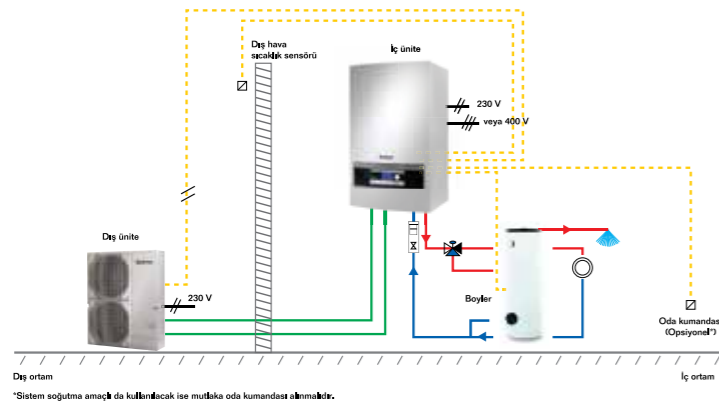 Dış hava
sıcaklık sensörü
İç ünite
230 V
veya 400 V
Dış ünite
230 V
Boyler
Oda kumandası
(Opsiyonel*)
Dış ortam
İç ortam
*Sistem soğutma amaçlı da kullanılacak ise mutlaka oda kumandası alınmalıdır.